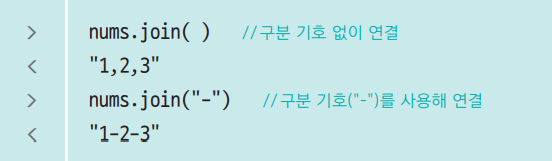 > nums.join( ) //구분 기호 없이 연결
< "1,2,3"
> nums.join("-") //구분 기호("-")를 사용해 연결
< "1-2-3"